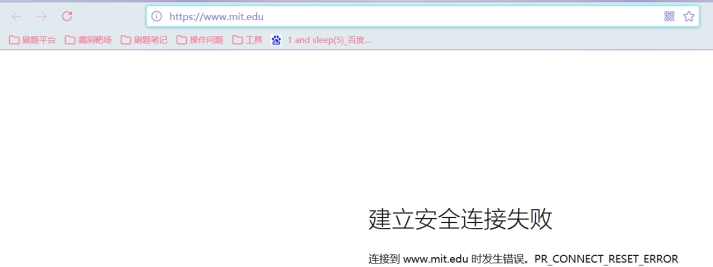 https://www.mit.edu
刷题平台 漏洞靶场 刷题笔记 操作问题 工具 1 and sleep(5)_百度...
建立安全连接失败
连接到 www.mit.edu 时发生错误。PR_CONNECT_RESET_ERROR